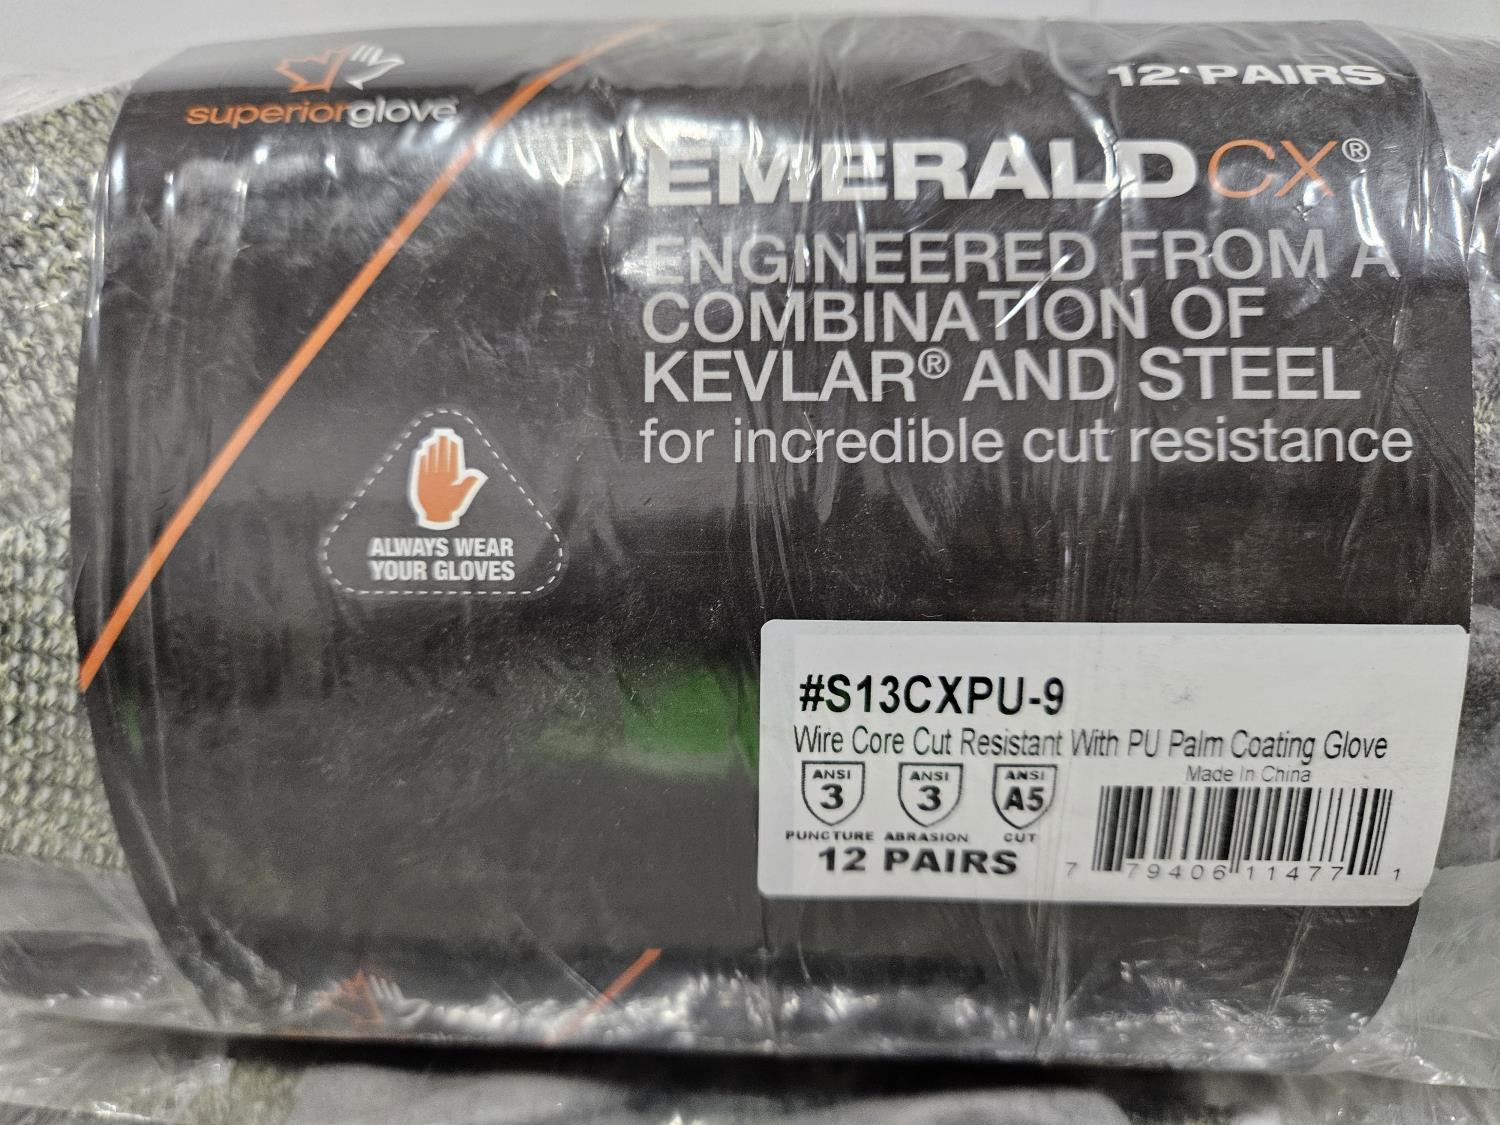 superiorglove
12 PAIRS
EMERALD CX®
ENGINEERED FROM A
COMBINATION OF
KEVLAR® AND STEEL
for incredible cut resistance
ALWAYS WEAR
YOUR GLOVES
#S13CXPU-9
Wire Core Cut Resistant With PU Palm Coating Glove
Made In China
ANSI ANSI ANSI
3 3 A5
PUNCTURE ABRASION CUT
12 PAIRS
7 79406 11477 1